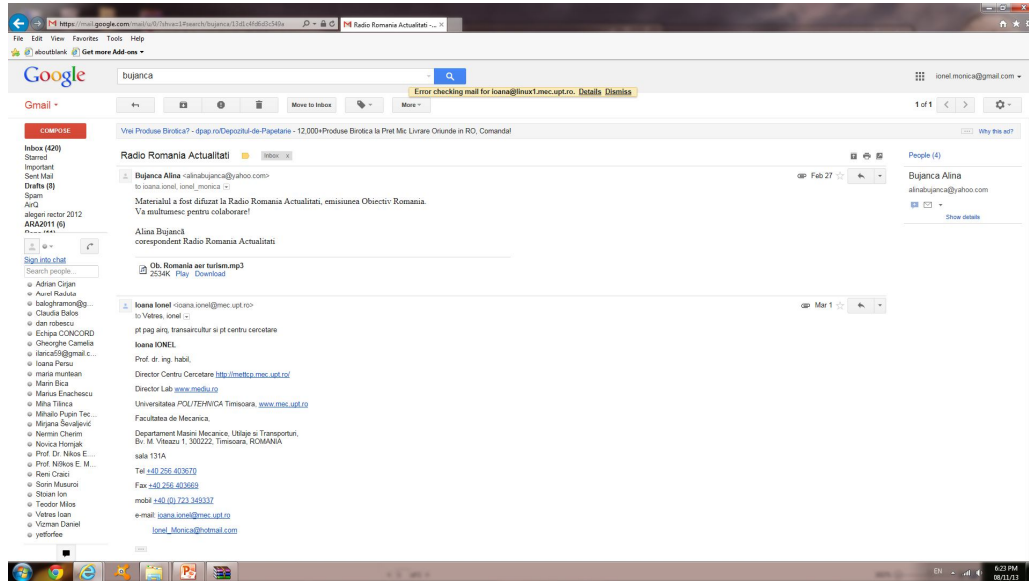 https://mail.google.com/mail/u/0/?shva=1#search/bujanca/13d1c4fd6d3c549a
Radio Romania Actualitati -...
File Edit View Favorites Tools Help
aboutblank Get more Add-ons
Google
bujanca
ionel.monica@gmail.com
Error checking mail for ioana@linux1.mec.upt.ro. Details Dismiss
Gmail
Move to Inbox
More
1 of 1
COMPOSE
Vrei Produse Birotica? - dpap.ro/Depozitul-de-Papetarie - 12,000+Produse Birotica la Pret Mic Livrare Oriunde in RO, Comanda!
Why this ad?
Inbox (420)
Starred
Important
Sent Mail
Drafts (8)
Spam
AirQ
alegeri rector 2012
ARA2011 (6)
Sign into chat
Search people...
Adrian Cirjan
Aurel Raduta
baloghramon@g...
Claudia Balos
dan robescu
Echipa CONCORD
Gheorghe Camelia
ilarica59@gmail.c...
Ioana Persu
maria muntean
Marin Bica
Marius Enachescu
Miha Tilinca
Mihailo Pupin Tec...
Mirjana Ševaljević
Nermin Cherim
Novica Hornjak
Prof. Dr. Nikos E....
Prof. Ni9kos E. M...
Reni Craici
Sorin Musuroi
Stoian Ion
Teodor Milos
Vetres Ioan
Vizman Daniel
yetforfee
Radio Romania Actualitati
Inbox x
Bujanca Alina <alinabujanca@yahoo.com>
Feb 27
to ioana.ionel, ionel_monica
Materialul a fost difuzat la Radio Romania Actualitati, emisiunea Obiectiv Romania.
Va multumesc pentru colaborare!
Alina Bujancă
corespondent Radio Romania Actualitati
Ob. Romania aer turism.mp3
2534K Play Download
Ioana Ionel <ioana.ionel@mec.upt.ro>
Mar 1
to Vetres, ionel
pt pag airq, transaircultur si pt centru cercetare
Ioana IONEL
Prof. dr. ing. habil,
Director Centru Cercetare http://mettcp.mec.upt.ro/
Director Lab www.mediu.ro
Universitatea POLITEHNICA Timisoara, www.mec.upt.ro
Facultatea de Mecanica,
Departament Masini Mecanice, Utilaje si Transporturi,
Bv. M. Viteazu 1, 300222, Timisoara, ROMANIA
sala 131A
Tel +40 256 403670
Fax +40 256 403669
mobil +40 (0) 723 349337
e-mail: ioana.ionel@mec.upt.ro
Ionel_Monica@hotmail.com
People (4)
Bujanca Alina
alinabujanca@yahoo.com
Show details
EN
6:23 PM
08/11/13